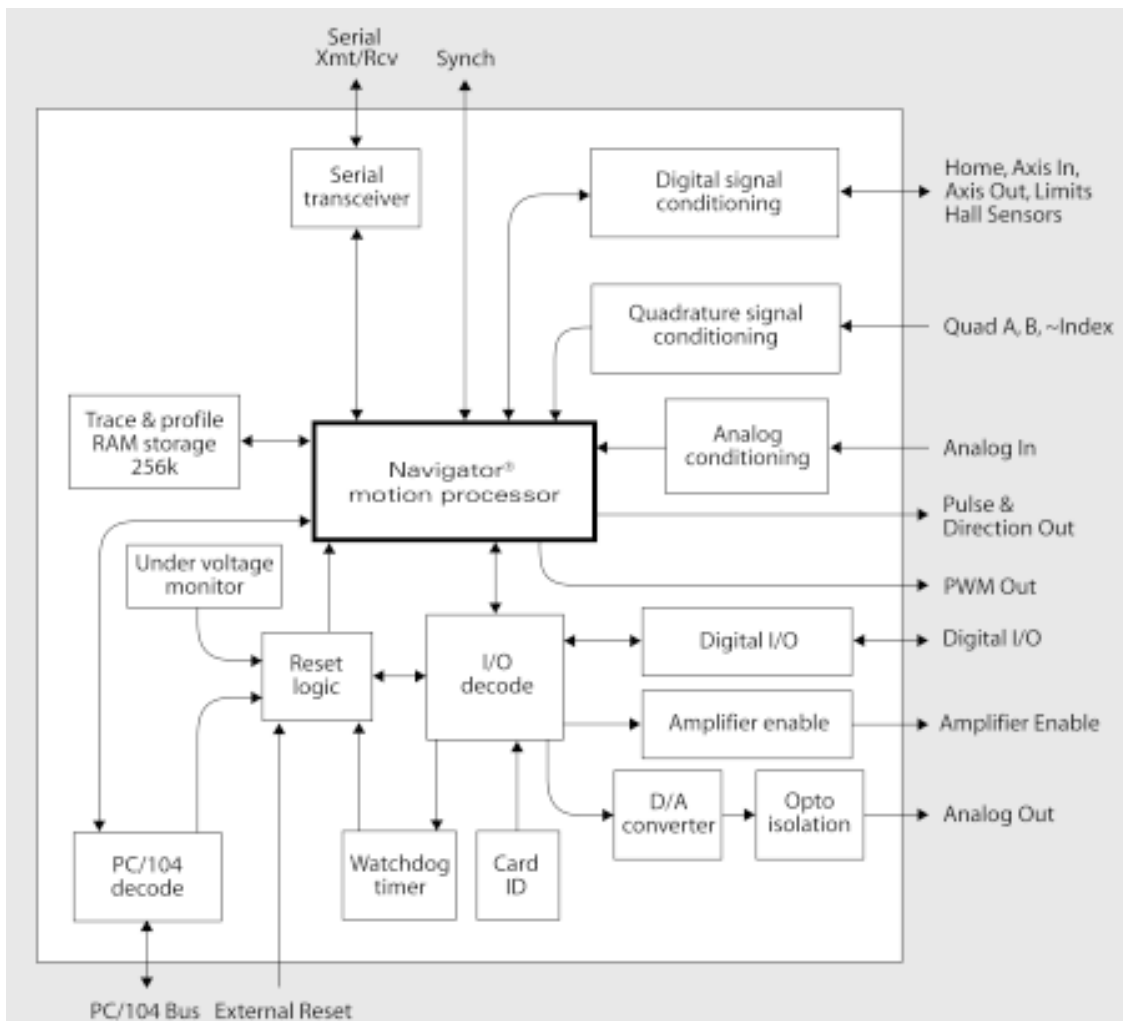 Serial
Xmt/Rcv
Synch
Serial
transceiver
Digital signal
conditioning
Home, Axis In,
Axis Out, Limits
Hall Sensors
Quadrature signal
conditioning
Quad A, B, ~Index
Trace & profile
RAM storage
256k
Navigator®
motion processor
Analog
conditioning
Analog In
Pulse &
Direction Out
Under voltage
monitor
PWM Out
Reset
logic
I/O
decode
Digital I/O
Digital I/O
Amplifier enable
Amplifier Enable
D/A
converter
Opto
isolation
Analog Out
PC/104
decode
Watchdog
timer
Card
ID
PC/104 Bus
External Reset